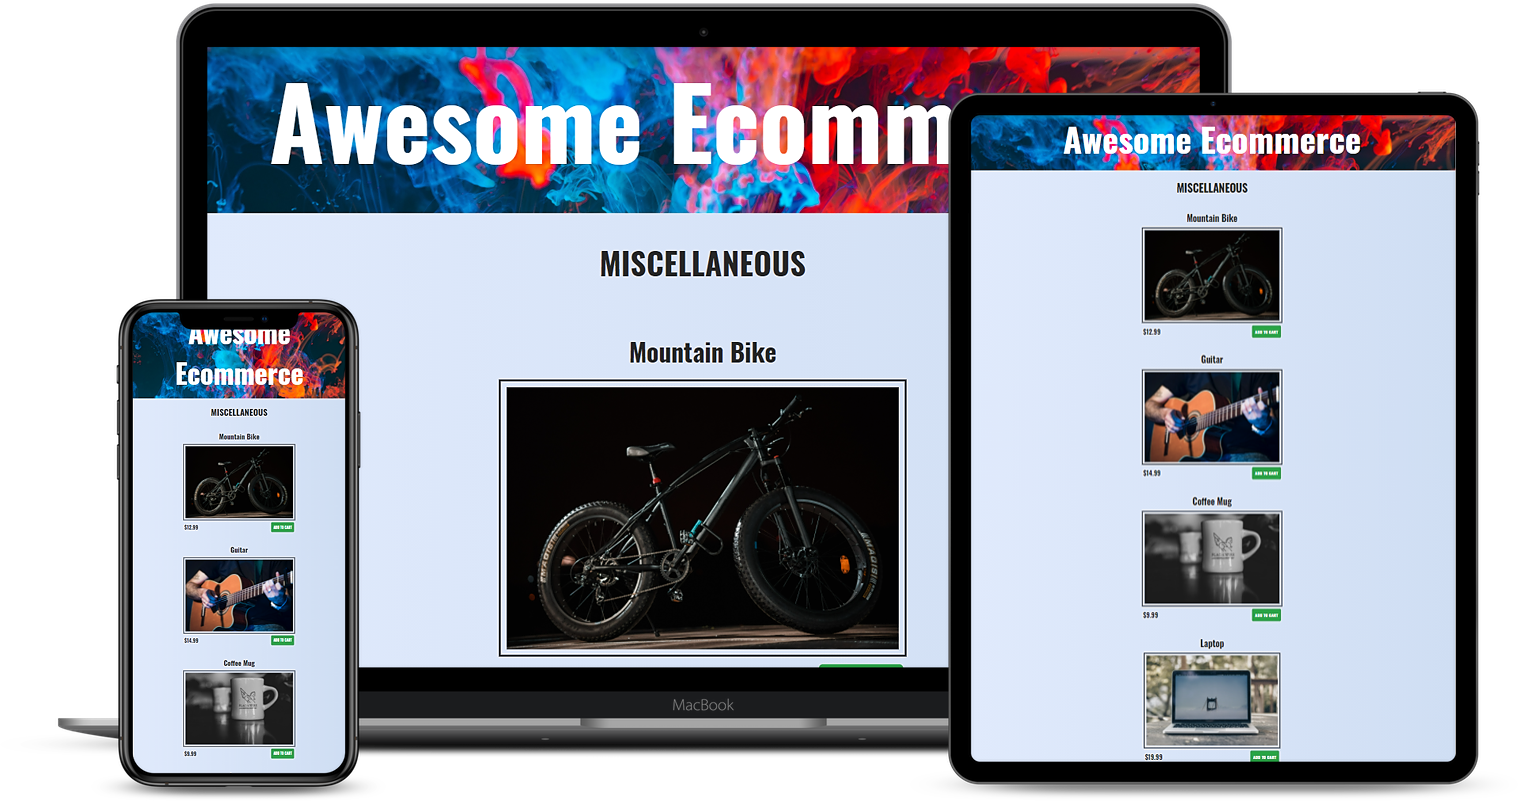 Awesome Ecomm
MISCELLANEOUS
Mountain Bike
MacBook
Awesome
Ecommerce
MISCELLANEOUS
Mountain Bike
$12.99
ADD TO CART
Guitar
$14.99
ADD TO CART
Coffee Mug
$9.99
ADD TO CART
Awesome Ecommerce
MISCELLANEOUS
Mountain Bike
$12.99
ADD TO CART
Guitar
$14.99
ADD TO CART
Coffee Mug
$9.99
ADD TO CART
Laptop
$19.99
ADD TO CART